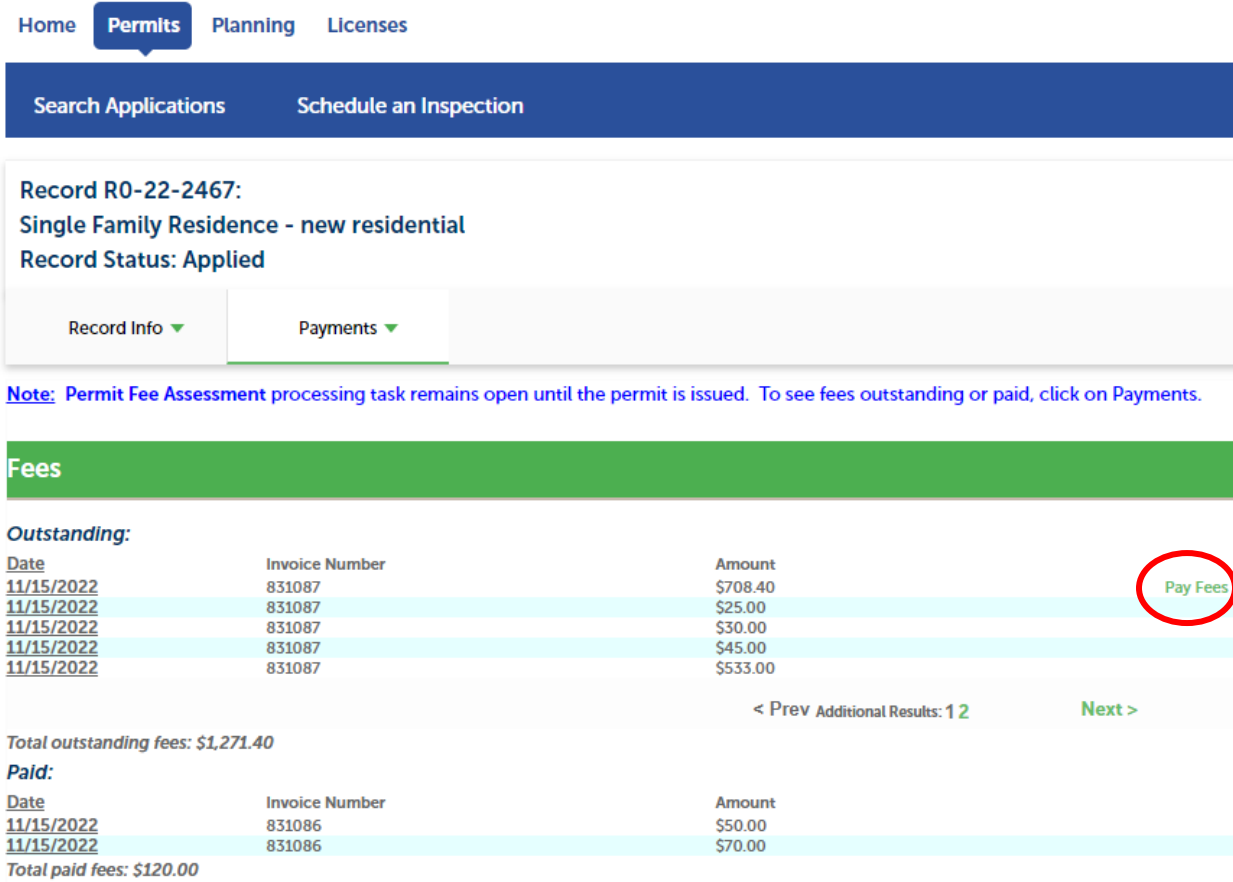 Home Permits Planning Licenses
Search Applications Schedule an Inspection
Record R0-22-2467:
Single Family Residence - new residential
Record Status: Applied
Record Info Payments
Note: Permit Fee Assessment processing task remains open until the permit is issued. To see fees outstanding or paid, click on Payments.
Fees
Outstanding:
Date Invoice Number Amount
11/15/2022 831087 $708.40 Pay Fees
11/15/2022 831087 $25.00
11/15/2022 831087 $30.00
11/15/2022 831087 $45.00
11/15/2022 831087 $533.00
< Prev Additional Results: 1 2 Next >
Total outstanding fees: $1,271.40
Paid:
Date Invoice Number Amount
11/15/2022 831086 $50.00
11/15/2022 831086 $70.00
Total paid fees: $120.00